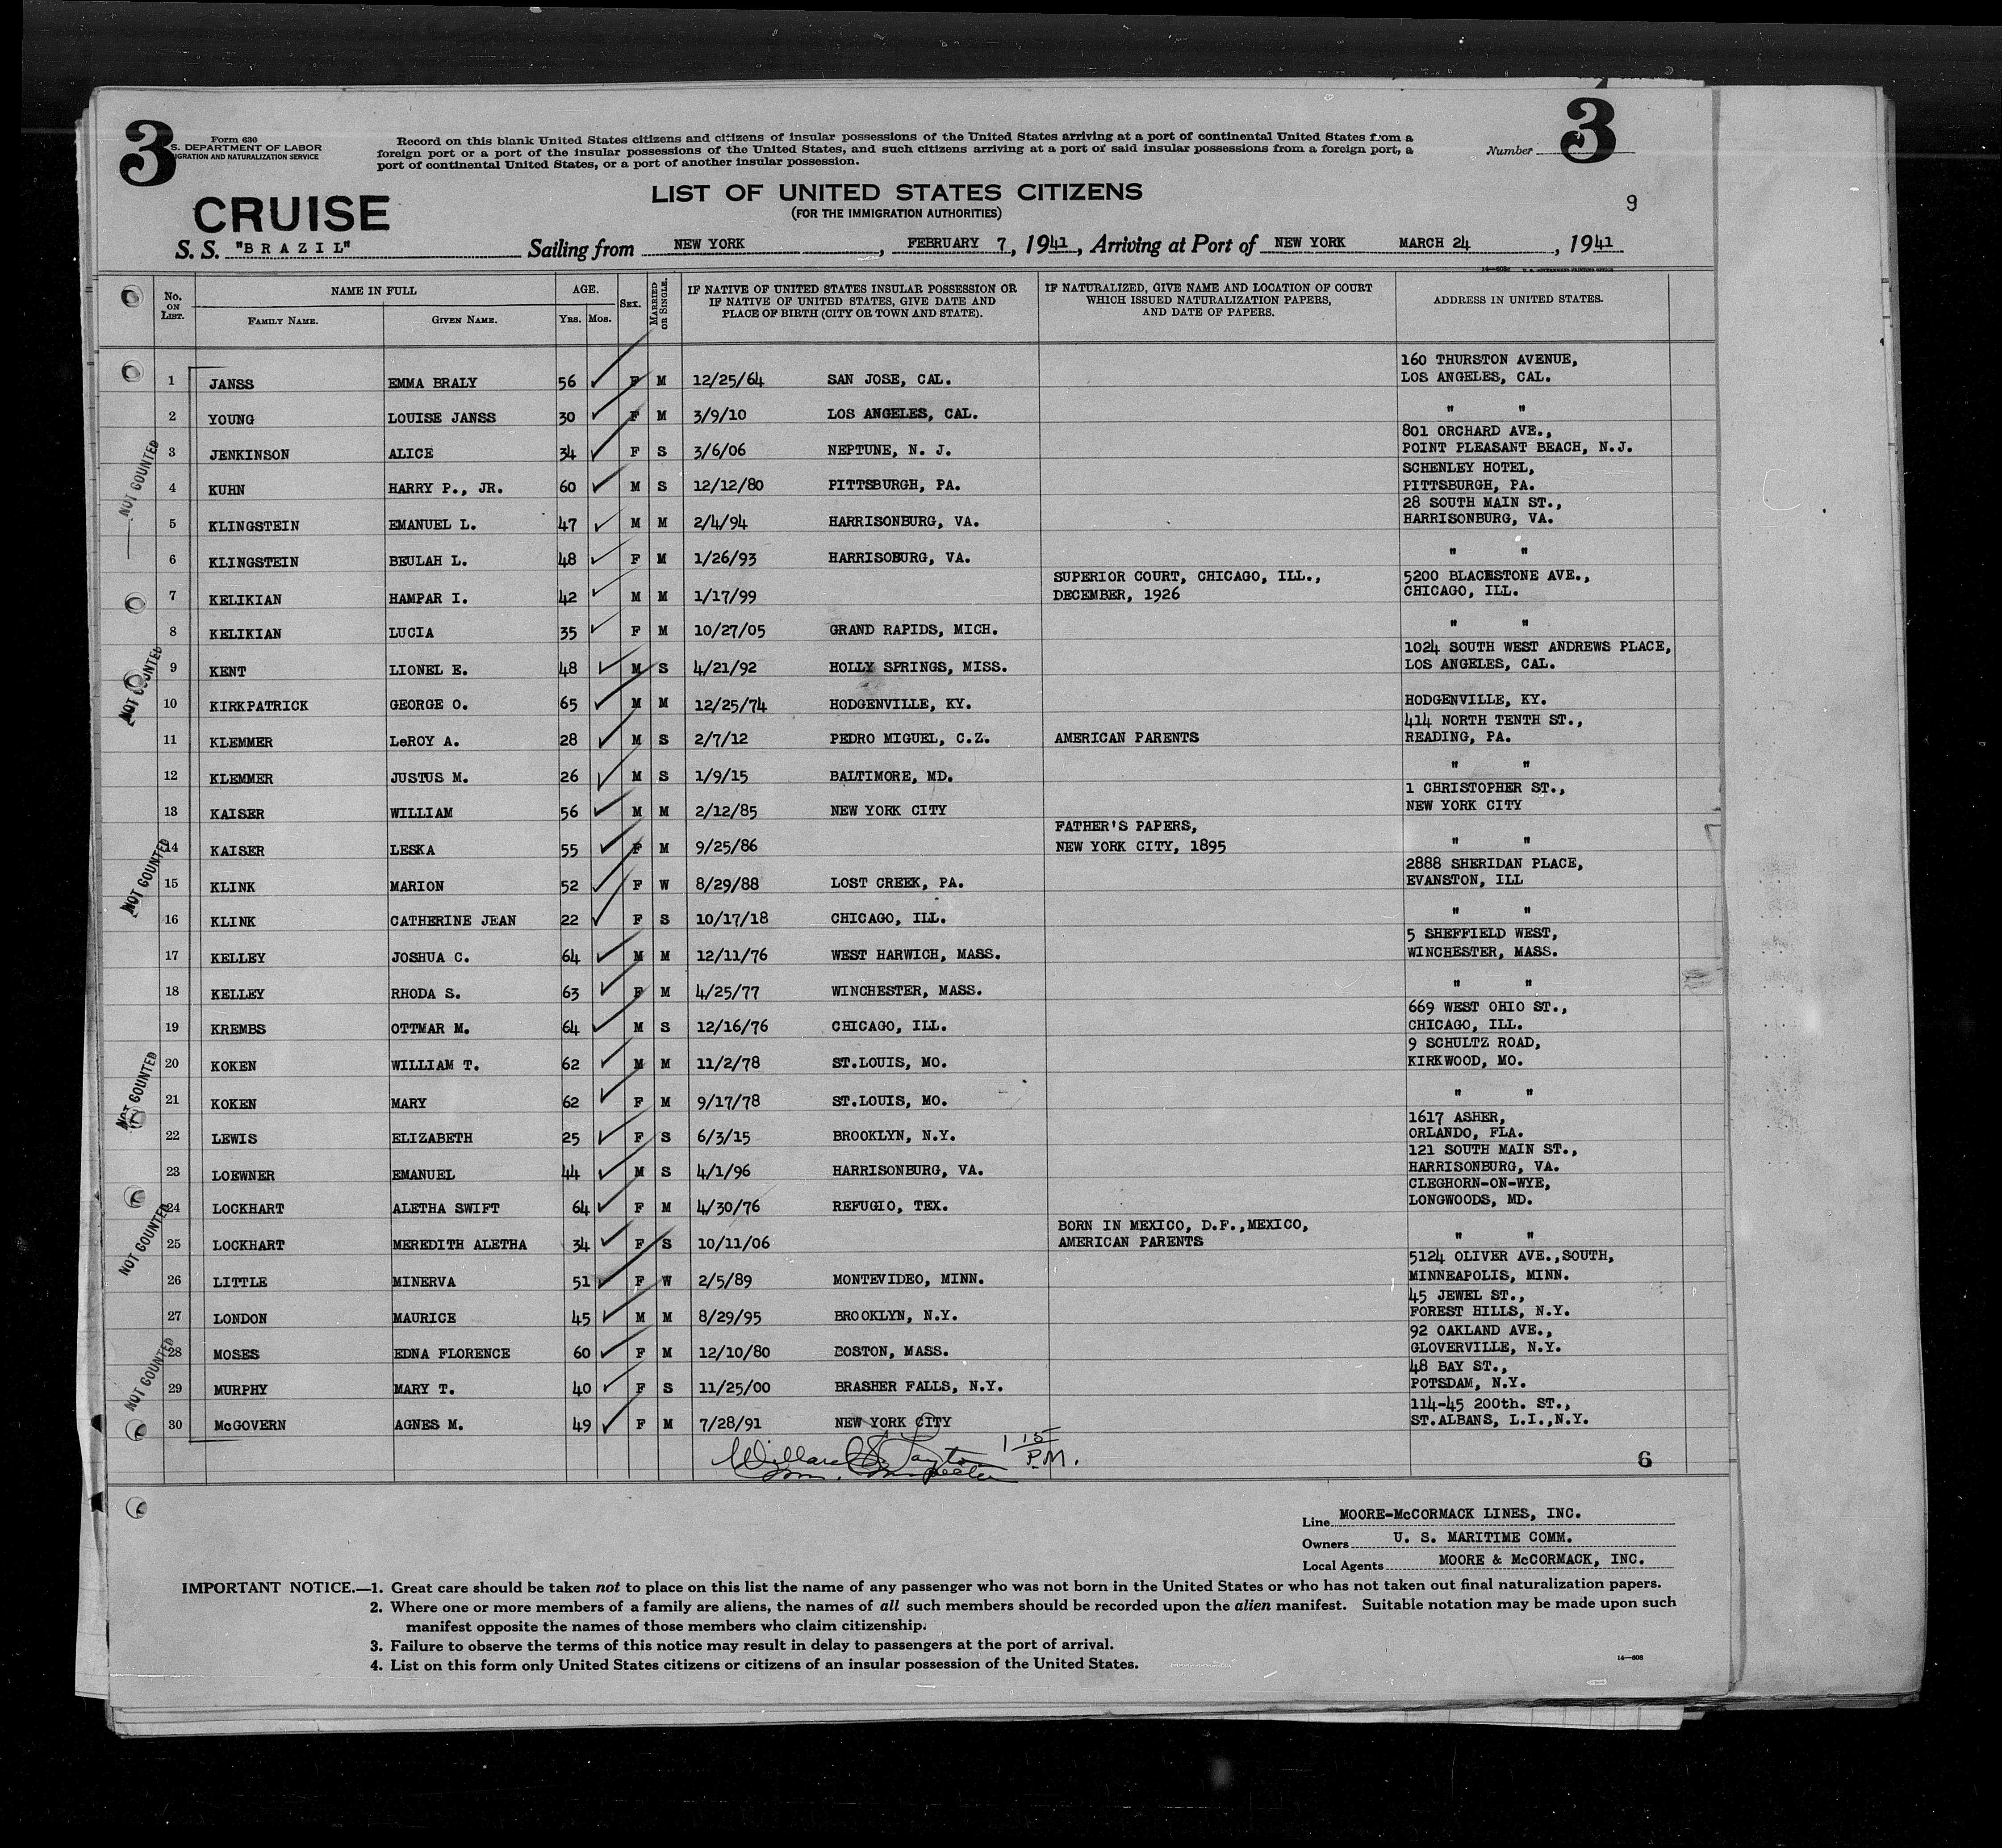 3
Form 630
S. DEPARTMENT OF LABOR
IGRATION AND NATURALIZATION SERVICE
Record on this blank United States citizens and citizens of insular possessions of the United States arriving at a port of continental United States from a
foreign port or a port of the insular possessions of the United States, and such citizens arriving at a port of said insular possessions from a foreign port, a
port of continental United States, or a port of another insular possession.
Number 3
CRUISE
LIST OF UNITED STATES CITIZENS
(FOR THE IMMIGRATION AUTHORITIES)
9
S. S. "BRAZIL" Sailing from NEW YORK, FEBRUARY 7, 1941, Arriving at Port of NEW YORK MARCH 24, 1941
No. ON LIST. NAME IN FULL FAMILY NAME. GIVEN NAME. AGE. YRS. MOS. SEX. MARRIED OR SINGLE. IF NATIVE OF UNITED STATES INSULAR POSSESSION OR IF NATIVE OF UNITED STATES, GIVE DATE AND PLACE OF BIRTH (CITY OR TOWN AND STATE). IF NATURALIZED, GIVE NAME AND LOCATION OF COURT WHICH ISSUED NATURALIZATION PAPERS, AND DATE OF PAPERS. ADDRESS IN UNITED STATES.
1 JANSS EMMA BRALY 56 F M 12/25/64 SAN JOSE, CAL. 160 THURSTON AVENUE, LOS ANGELES, CAL.
2 YOUNG LOUISE JANSS 30 F M 3/9/10 LOS ANGELES, CAL. " "
3 JENKINSON ALICE 34 F S 3/6/06 NEPTUNE, N. J. 801 ORCHARD AVE., POINT PLEASANT BEACH, N.J.
NOT COUNTED
4 KUHN HARRY P., JR. 60 M S 12/12/80 PITTSBURGH, PA. SCHENLEY HOTEL, PITTSBURGH, PA.
5 KLINGSTEIN EMANUEL L. 47 M M 2/4/94 HARRISONBURG, VA. 28 SOUTH MAIN ST., HARRISONBURG, VA.
6 KLINGSTEIN BEULAH L. 48 F M 1/26/93 HARRISOBURG, VA. " "
7 KELIKIAN HAMPAR I. 42 M M 1/17/99 SUPERIOR COURT, CHICAGO, ILL., DECEMBER, 1926 5200 BLACKSTONE AVE., CHICAGO, ILL.
8 KELIKIAN LUCIA 35 F M 10/27/05 GRAND RAPIDS, MICH. " "
9 KENT LIONEL E. 48 M S 4/21/92 HOLLY SPRINGS, MISS. 1024 SOUTH WEST ANDREWS PLACE, LOS ANGELES, CAL.
NOT COUNTED
10 KIRKPATRICK GEORGE O. 65 M M 12/25/74 HODGENVILLE, KY. HODGENVILLE, KY.
11 KLEMMER LeROY A. 28 M S 2/7/12 PEDRO MIGUEL, C.Z. AMERICAN PARENTS 414 NORTH TENTH ST., READING, PA.
12 KLEMMER JUSTUS M. 26 M S 1/9/15 BALTIMORE, MD. " "
13 KAISER WILLIAM 56 M M 2/12/85 NEW YORK CITY 1 CHRISTOPHER ST., NEW YORK CITY
14 KAISER LESKA 55 F M 9/25/86 FATHER'S PAPERS, NEW YORK CITY, 1895 " "
NOT COUNTED
15 KLINK MARION 52 F W 8/29/88 LOST CREEK, PA. 2888 SHERIDAN PLACE, EVANSTON, ILL
16 KLINK CATHERINE JEAN 22 F S 10/17/18 CHICAGO, ILL. " "
17 KELLEY JOSHUA C. 64 M M 12/11/76 WEST HARWICH, MASS. 5 SHEFFIELD WEST, WINCHESTER, MASS.
18 KELLEY RHODA S. 63 F M 4/25/77 WINCHESTER, MASS. " "
19 KREMBS OTTMAR M. 64 M S 12/16/76 CHICAGO, ILL. 669 WEST OHIO ST., CHICAGO, ILL.
20 KOKEN WILLIAM T. 62 M M 11/2/78 ST.LOUIS, MO. 9 SCHULTZ ROAD, KIRKWOOD, MO.
NOT COUNTED
21 KOKEN MARY 62 F M 9/17/78 ST.LOUIS, MO. " "
22 LEWIS ELIZABETH 25 F S 6/3/15 BROOKLYN, N.Y. 1617 ASHER, ORLANDO, FLA.
23 LOEWNER EMANUEL 44 M S 4/1/96 HARRISONBURG, VA. 121 SOUTH MAIN ST., HARRISONBURG, VA.
24 LOCKHART ALETHA SWIFT 64 F M 4/30/76 REFUGIO, TEX. CLEGHORN-ON-WYE, LONGWOODS, MD.
NOT COUNTED
25 LOCKHART MEREDITH ALETHA 34 F S 10/11/06 BORN IN MEXICO, D.F.,MEXICO, AMERICAN PARENTS " "
26 LITTLE MINERVA 51 F W 2/5/89 MONTEVIDEO, MINN. 5124 OLIVER AVE.,SOUTH, MINNEAPOLIS, MINN.
27 LONDON MAURICE 45 M M 8/29/95 BROOKLYN, N.Y. 45 JEWEL ST., FOREST HILLS, N.Y.
28 MOSES EDNA FLORENCE 60 F M 12/10/80 BOSTON, MASS. 92 OAKLAND AVE., GLOVERVILLE, N.Y.
NOT COUNTED
29 MURPHY MARY T. 40 F S 11/25/00 BRASHER FALLS, N.Y. 48 BAY ST., POTSDAM, N.Y.
30 McGOVERN AGNES M. 49 F M 7/28/91 NEW YORK CITY 114-45 200th. ST., ST.ALBANS, L.I.,N.Y.
1 15 P.M.
6
Line MOORE-McCORMACK LINES, INC.
Owners U. S. MARITIME COMM.
Local Agents MOORE & McCORMACK, INC.
IMPORTANT NOTICE.—1. Great care should be taken not to place on this list the name of any passenger who was not born in the United States or who has not taken out final naturalization papers.
2. Where one or more members of a family are aliens, the names of all such members should be recorded upon the alien manifest. Suitable notation may be made upon such
manifest opposite the names of those members who claim citizenship.
3. Failure to observe the terms of this notice may result in delay to passengers at the port of arrival.
4. List on this form only United States citizens or citizens of an insular possession of the United States.
14—608